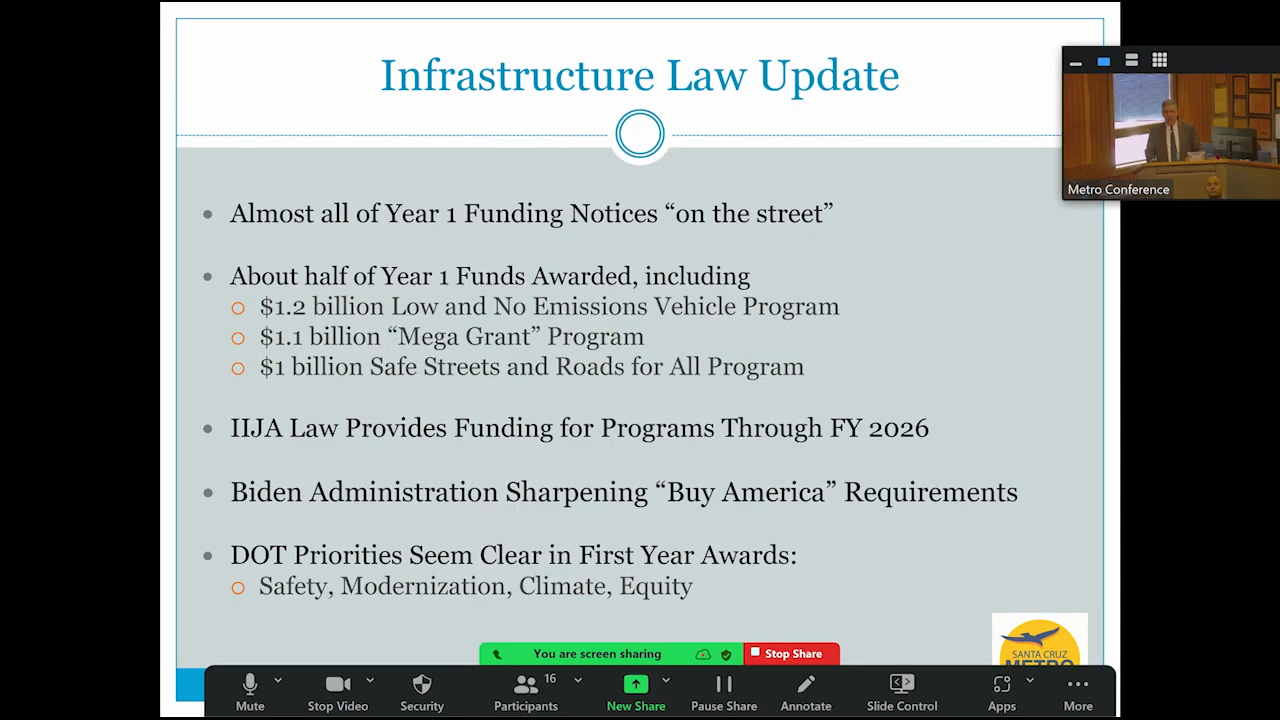 Infrastructure Law Update
Metro Conference
Almost all of Year 1 Funding Notices “on the street”
About half of Year 1 Funds Awarded, including
$1.2 billion Low and No Emissions Vehicle Program
$1.1 billion “Mega Grant” Program
$1 billion Safe Streets and Roads for All Program
IIJA Law Provides Funding for Programs Through FY 2026
Biden Administration Sharpening “Buy America” Requirements
DOT Priorities Seem Clear in First Year Awards:
Safety, Modernization, Climate, Equity
SANTA CRUZ
METRO
You are screen sharing
Stop Share
16
Mute
Stop Video
Security
Participants
New Share
Pause Share
Annotate
Slide Control
Apps
More